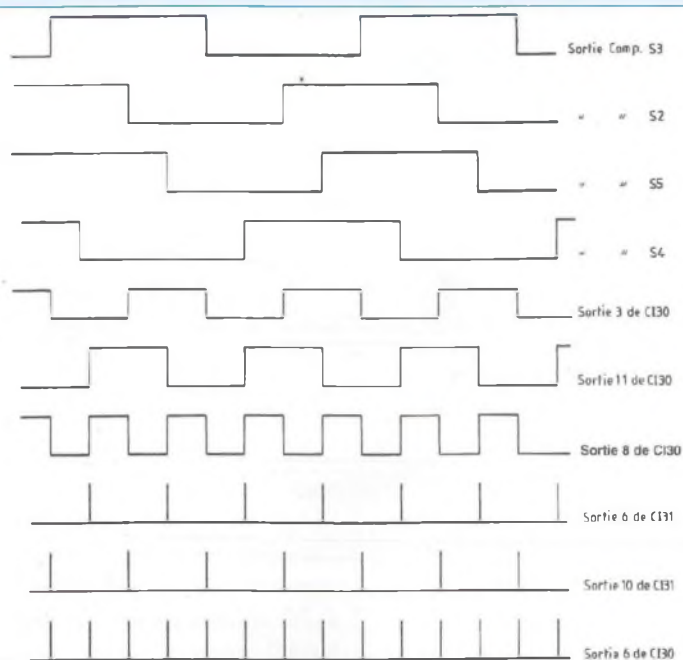 Sortie Comp. S3
" " S2
" " S5
" " S4
Sortie 3 de CI30
Sortie 11 de CI30
Sortie 8 de CI30
Sortie 6 de CI31
Sortie 10 de CI31
Sortie 6 de CI30